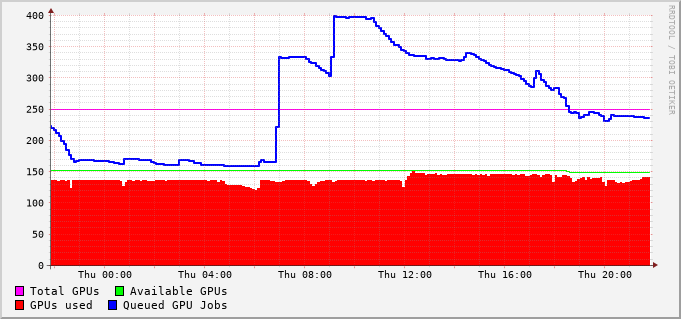 400
350
300
250
200
150
100
50
0
Thu 00:00 Thu 04:00 Thu 08:00 Thu 12:00 Thu 16:00 Thu 20:00
Total GPUs Available GPUs
GPUs used Queued GPU Jobs
RRDTOOL / TOBI OETIKER